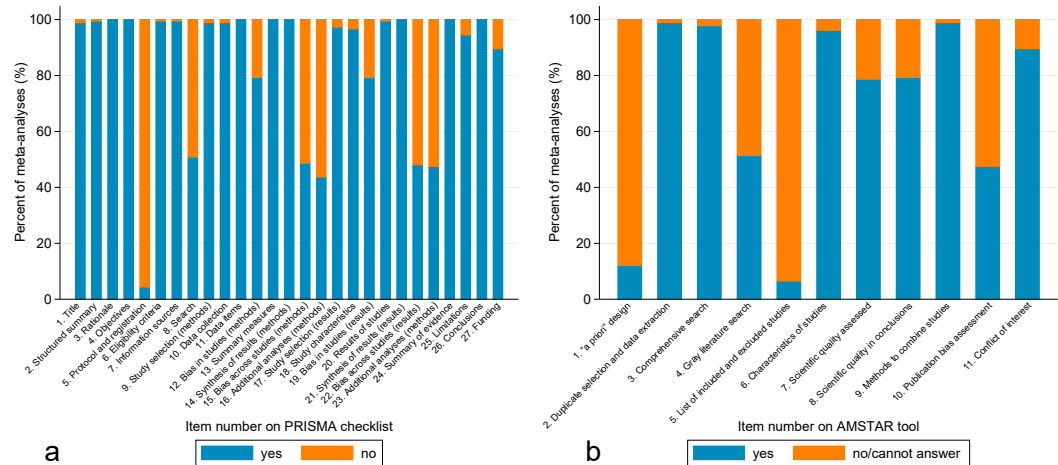 Percent of meta-analyses (%)
100
80
60
40
20
0
1. Title
2. Structured summary
3. Rationale
4. Objectives
5. Protocol and registration
6. Eligibility criteria
7. Information sources
8. Search
9. Study selection (methods)
10. Data collection
11. Data items
12. Bias in studies (methods)
13. Summary measures
14. Synthesis of results (methods)
15. Bias across studies (methods)
16. Additional analyses (methods)
17. Study selection (results)
18. Study characteristics
19. Bias in studies (results)
20. Results of studies
21. Synthesis of results (results)
22. Bias across studies (results)
23. Additional analyses (methods)
24. Summary of evidence
25. Limitations
26. Conclusions
27. Funding
Item number on PRISMA checklist
a
yes
no
Percent of meta-analyses (%)
100
80
60
40
20
0
1. "a priori" design
2. Duplicate selection and data extraction
3. Comprehensive search
4. Gray literature search
5. List of included and excluded studies
6. Characteristics of studies
7. Scientific quality assessed
8. Scientific quality in conclusions
9. Methods to combine studies
10. Publication bias assessment
11. Conflict of interest
Item number on AMSTAR tool
b
yes
no/cannot answer